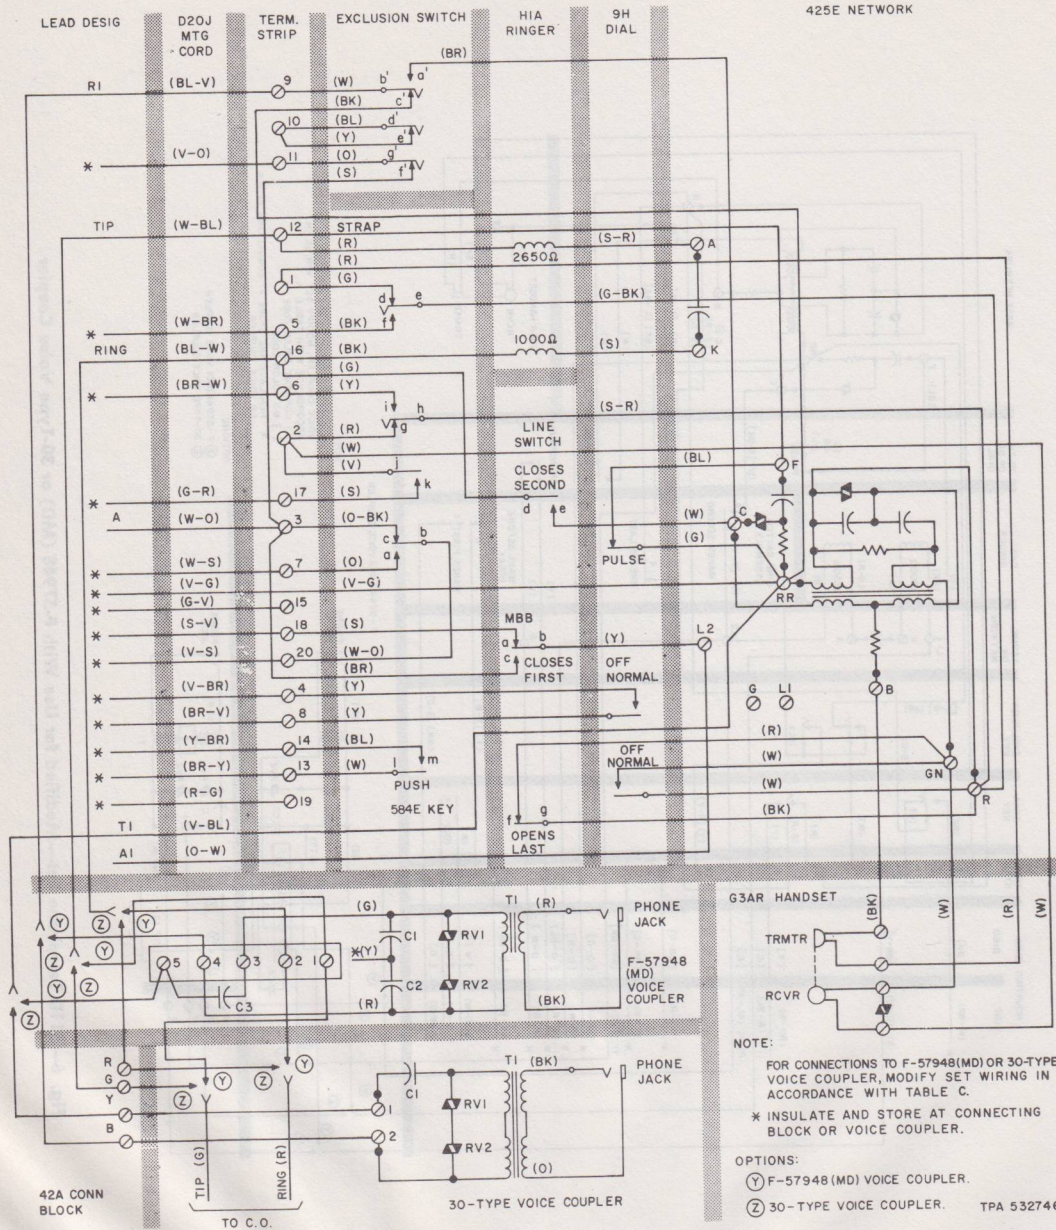 LEAD DESIG
D20J
MTG
CORD
TERM.
STRIP
EXCLUSION SWITCH
H1A
RINGER
9H
DIAL
425E NETWORK
(BR)
R1 (BL-V) 9 (W) b' a'
(BK) c'
10 (BL) d'
(Y) e'
* (V-O) 11 (O) g'
(S) f'
TIP (W-BL) 12 STRAP
(R) 2650Ω (S-R) A
(R)
1 (G)
d e (G-BK)
* (W-BR) 5 (BK) f
RING (BL-W) 16 (BK) 1000Ω (S) K
(G)
* (BR-W) 6 (Y)
i h (S-R)
2 (R) g
(W)
(V) j
LINE
SWITCH
(BL) F
CLOSES
SECOND
k
d e
* (G-R) 17 (S)
A (W-O) 3 (O-BK)
(W) C
c b
a
(G)
PULSE
* (W-S) 7 (O)
* (V-G) (V-G)
RR
* (G-V) 15
* (S-V) 18 (S) MBB
a b (Y) L2
c
* (V-S) 20 (W-O)
(BR)
CLOSES
FIRST
OFF
NORMAL
* (V-BR) 4 (Y)
G L1 B
* (BR-V) 8 (Y)
(R)
* (Y-BR) 14 (BL) m
OFF
NORMAL
(W) GN
* (BR-Y) 13 (W) l
PUSH
(W) R
* (R-G) 19
584E KEY
f g (BK)
OPENS
LAST
T1 (V-BL)
A1 (O-W)
G3AR HANDSET
(BK)
(W)
(R)
(W)
(Y)
(Z)
(Y)
(Z)
(Y)
(Z)
(Z)
5 4 3 2 1
C3
(G)
C1
*(Y)
C2
(R)
RV1
RV2
T1
(R)
(BK)
PHONE
JACK
F-57948
(MD)
VOICE
COUPLER
TRMTR
RCVR
R
G
Y
B
(Y)
(Z)
(Z)
(Y)
1
2
C1
RV1
RV2
T1
(BK)
(O)
PHONE
JACK
TIP (G)
RING (R)
TO C.O.
42A CONN
BLOCK
30-TYPE VOICE COUPLER
NOTE:
FOR CONNECTIONS TO F-57948(MD) OR 30-TYPE
VOICE COUPLER, MODIFY SET WIRING IN
ACCORDANCE WITH TABLE C.
* INSULATE AND STORE AT CONNECTING
BLOCK OR VOICE COUPLER.
OPTIONS:
(Y) F-57948(MD) VOICE COUPLER.
(Z) 30-TYPE VOICE COUPLER.
TPA 532746